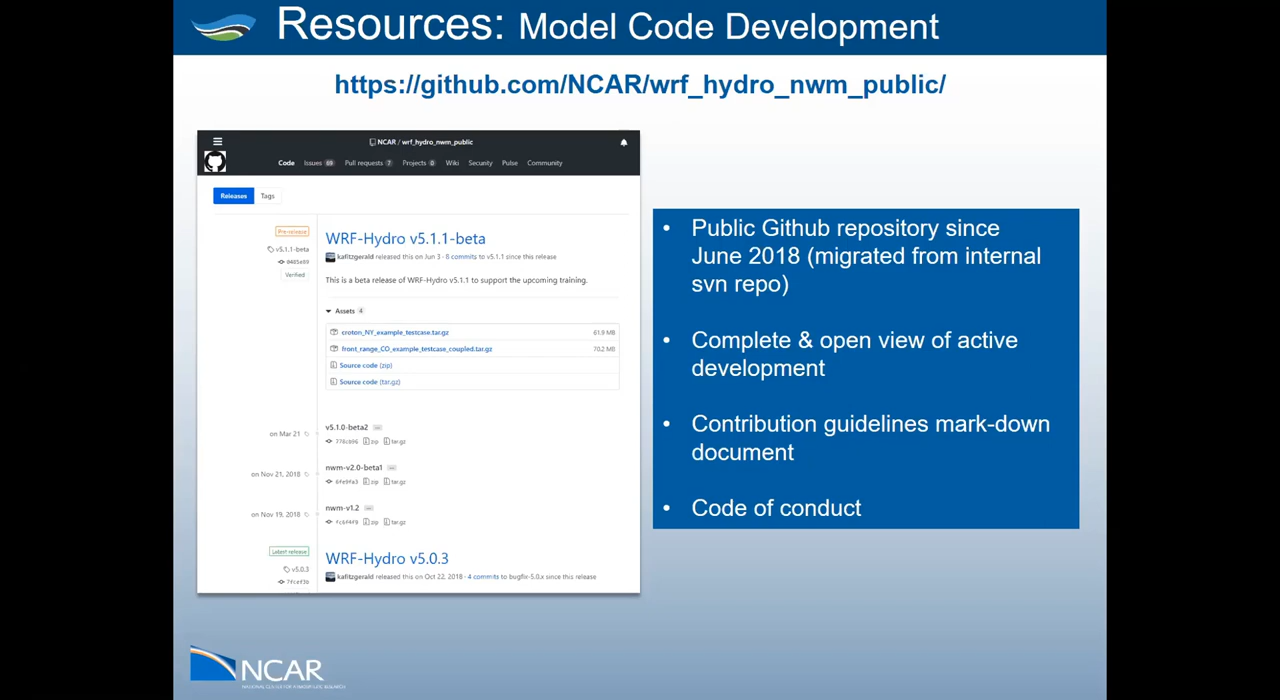 Resources: Model Code Development
https://github.com/NCAR/wrf_hydro_nwm_public/
NCAR / wrf_hydro_nwm_public
Code Issues 69 Pull requests 7 Projects 0 Wiki Security Pulse Community
Releases Tags
Pre-release
v5.1.1-beta
Verified
WRF-Hydro v5.1.1-beta
kafitzgerald released this on Jun 3 · 8 commits to v5.1.1 since this release
This is a beta release of WRF-Hydro v5.1.1 to support the upcoming training.
Assets 4
croton_NY_example_testcase.tar.gz 61.9 MB
front_range_CO_example_testcase_coupled.tar.gz 70.2 MB
Source code (zip)
Source code (tar.gz)
on Mar 21
v5.1.0-beta2
zip tar.gz
on Nov 21, 2018
nwm-v2.0-beta1
zip tar.gz
on Nov 19, 2018
nwm-v1.2
zip tar.gz
Latest release
v5.0.3
WRF-Hydro v5.0.3
kafitzgerald released this on Oct 22, 2018 · 4 commits to bugfix-5.0.x since this release
• Public Github repository since
June 2018 (migrated from internal
svn repo)
• Complete & open view of active
development
• Contribution guidelines mark-down
document
• Code of conduct
NCAR
NATIONAL CENTER FOR ATMOSPHERIC RESEARCH